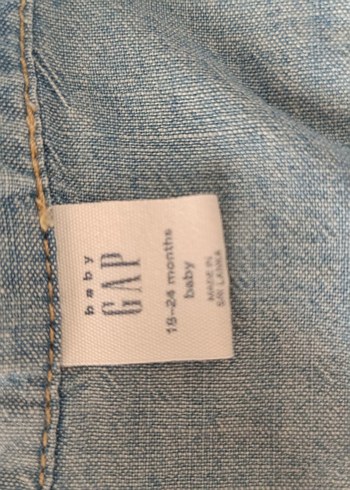 baby
GAP
18-24 months
baby
MADE IN
SRI LANKA